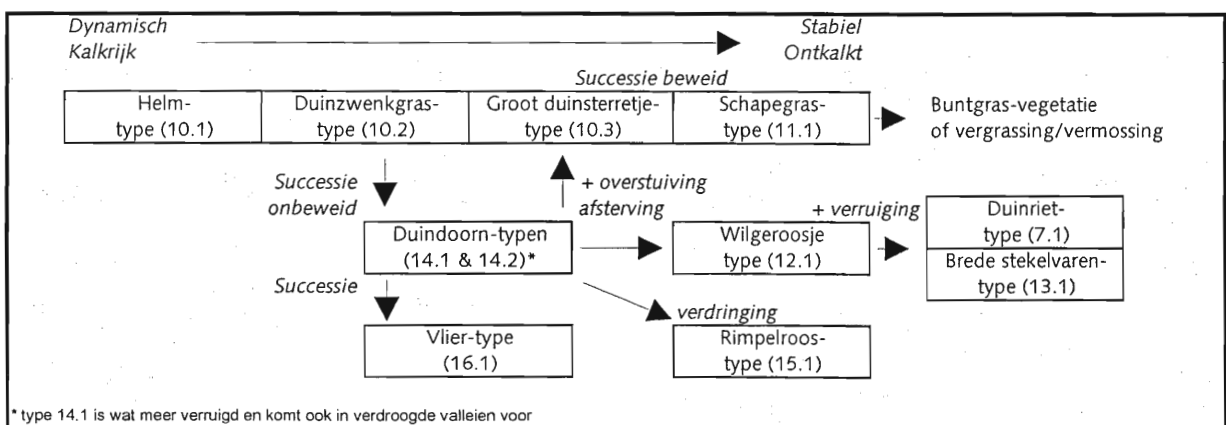 Dynamisch
Kalkrijk
Stabiel
Ontkalkt
Successie beweid
Helm-
type (10.1)
Duinzwenkgras-
type (10.2)
Groot duinsterretje-
type (10.3)
Schapegras-
type (11.1)
Buntgras-vegetatie
of vergrassing/vermossing
Successie
onbeweid
+ overstuiving
afsterving
+ verruiging
Duindoorn-typen
(14.1 & 14.2)*
Wilgeroosje
type (12.1)
Duinriet-
type (7.1)
Brede stekelvaren-
type (13.1)
Successie
verdringing
Vlier-type
(16.1)
Rimpelroos-
type (15.1)
* type 14.1 is wat meer verruigd en komt ook in verdroogde valleien voor